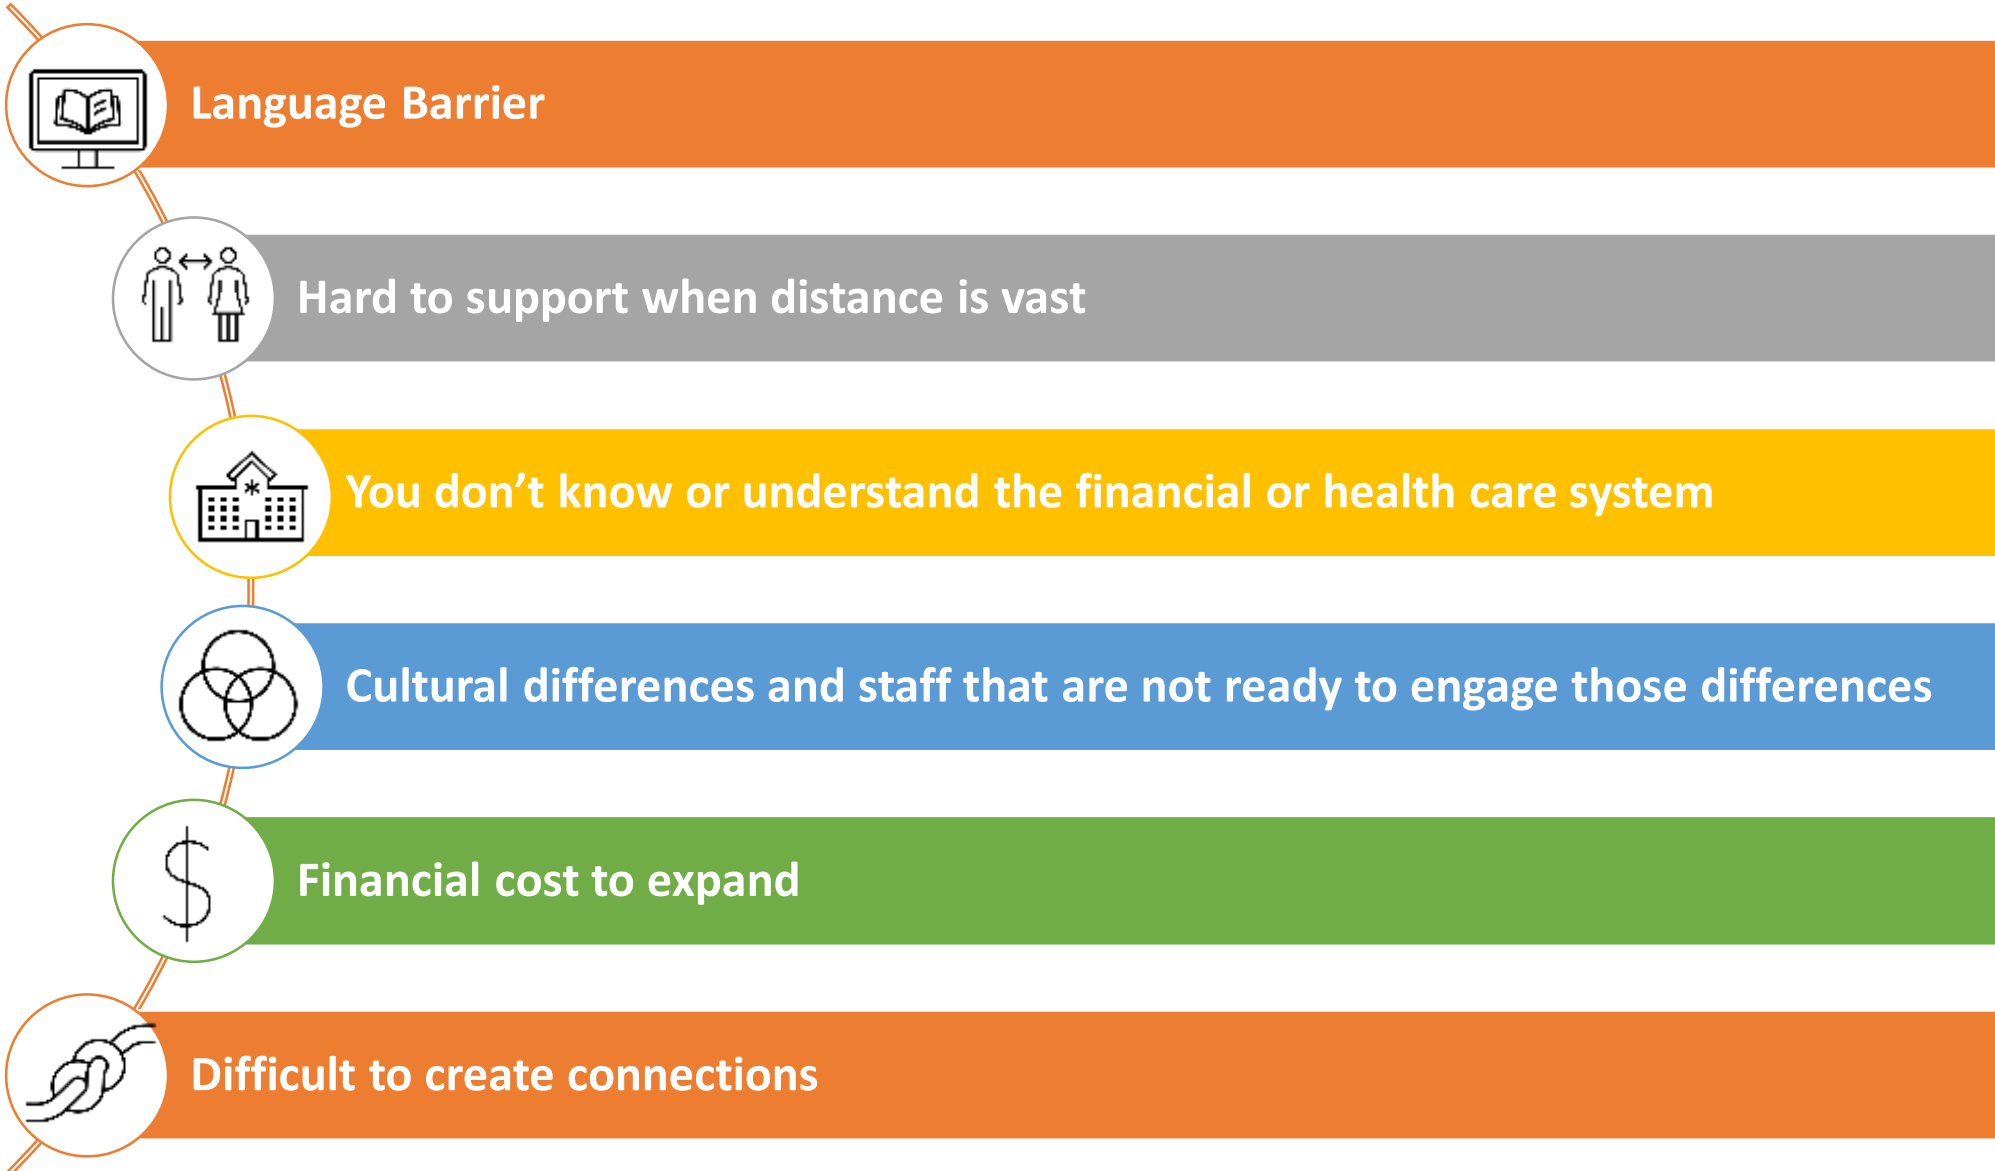 Language Barrier
Hard to support when distance is vast
You don’t know or understand the financial or health care system
Cultural differences and staff that are not ready to engage those differences
Financial cost to expand
Difficult to create connections